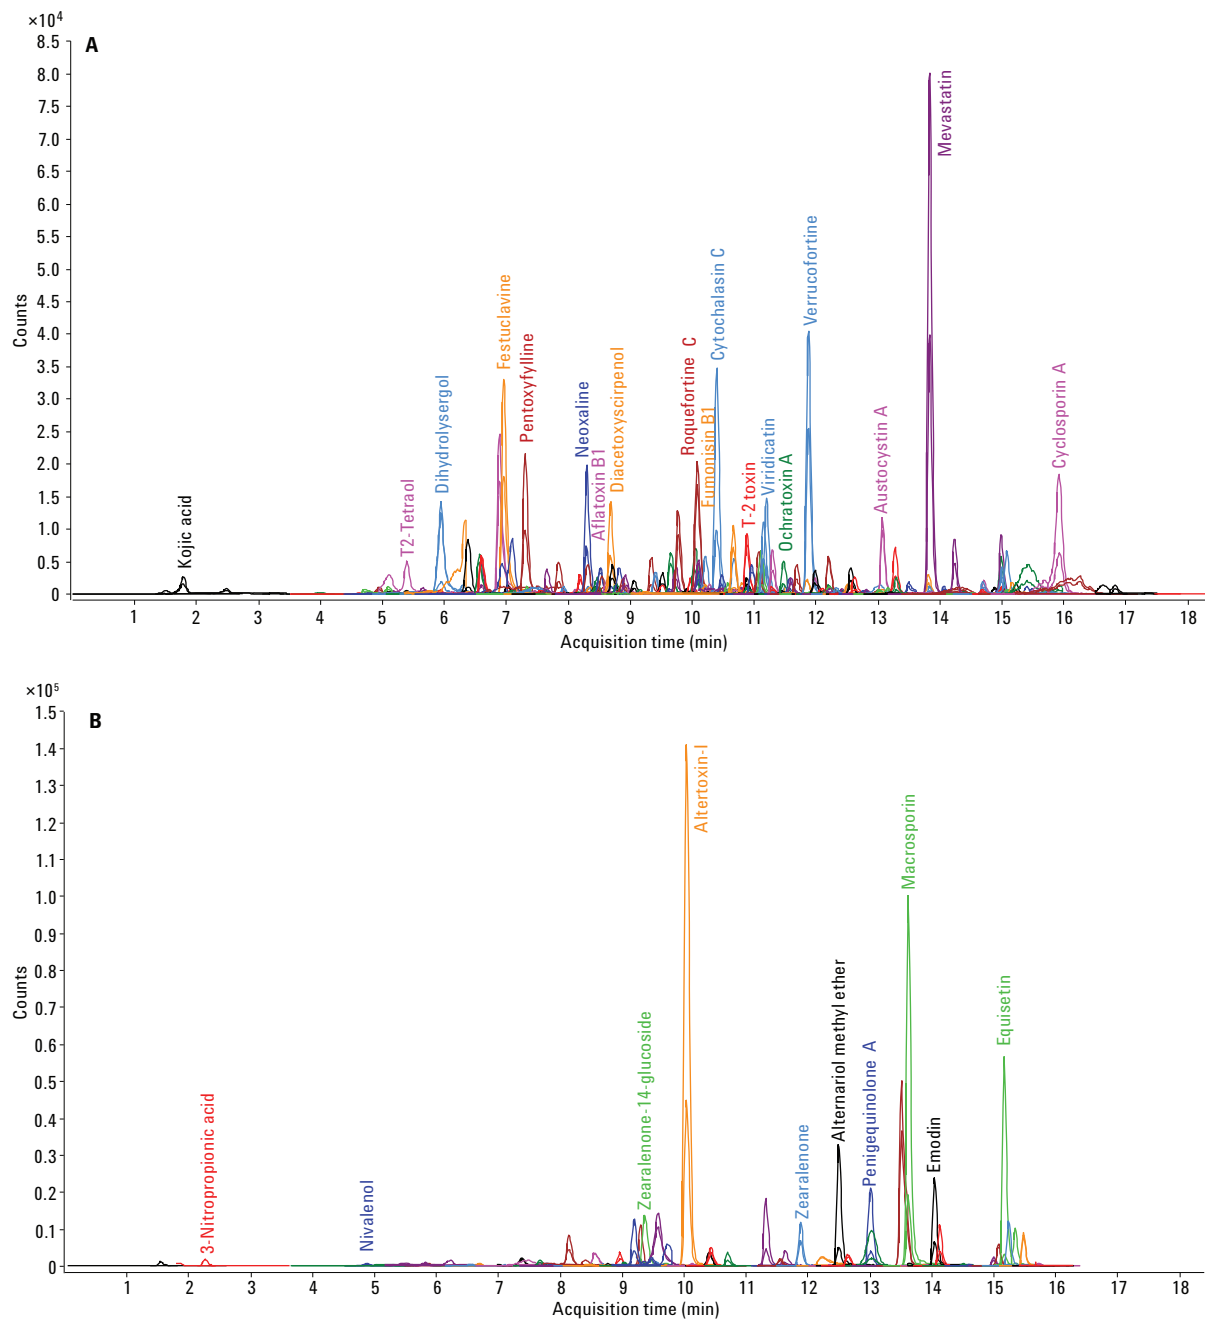 ×10⁴
A
8.5
8.0
7.5
7.0
6.5
6.0
5.5
5.0
4.5
4.0
3.5
3.0
2.5
2.0
1.5
1.0
0.5
0
Counts
Kojic acid
T2-Tetraol
Dihydrolysergol
Festuclavine
Pentoxyfylline
Neoxaline
Aflatoxin B1
Diacetoxyscirpenol
Roquefortine C
Fumonisin B1
Cytochalasin C
T-2 toxin
Viridicatin
Ochratoxin A
Verrucofortine
Austocystin A
Mevastatin
Cyclosporin A
1 2 3 4 5 6 7 8 9 10 11 12 13 14 15 16 17 18
Acquisition time (min)
×10⁵
B
1.5
1.4
1.3
1.2
1.1
1.0
0.9
0.8
0.7
0.6
0.5
0.4
0.3
0.2
0.1
0
Counts
3-Nitropropionic acid
Nivalenol
Zearalenone-14-glucoside
Altertoxin-I
Zearalenone
Alternariol methyl ether
Penigequinolone A
Macrosporin
Emodin
Equisetin
1 2 3 4 5 6 7 8 9 10 11 12 13 14 15 16 17 18
Acquisition time (min)